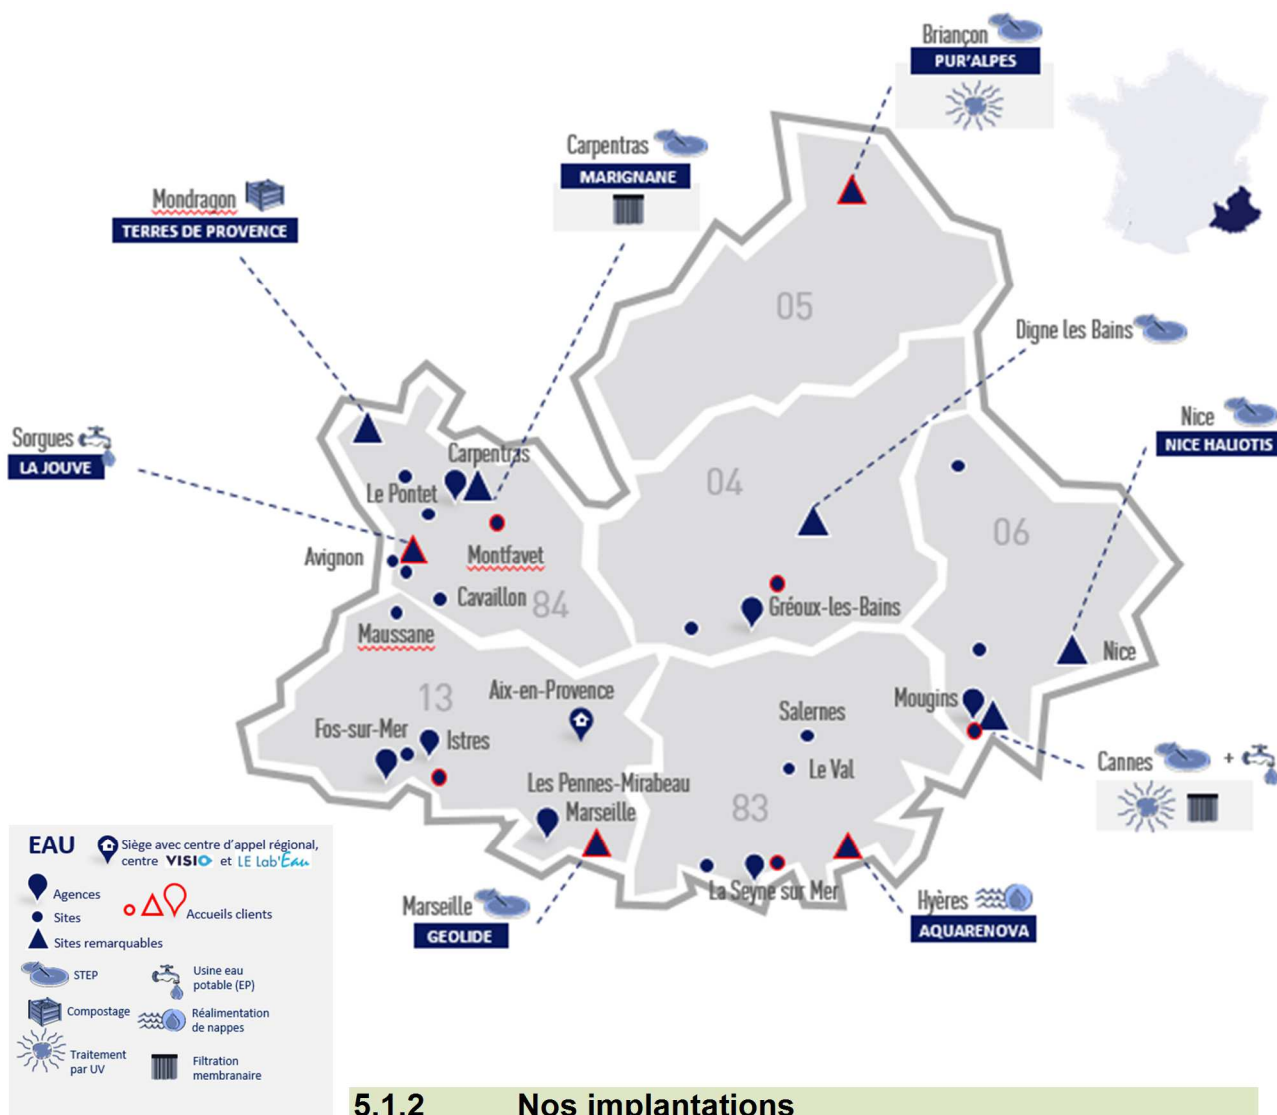 Briançon
PUR'ALPES
Carpentras
MARIGNANE
Mondragon
TERRES DE PROVENCE
05
Digne les Bains
Nice
NICE HALIOTIS
Sorgues
LA JOUVE
Carpentras
Le Pontet
04
06
Avignon
Montfavet
Cavaillon
84
Gréoux-les-Bains
Maussane
Nice
13
Aix-en-Provence
Mougins
Fos-sur-Mer
Istres
Salernes
Le Val
Cannes
+
Les Pennes-Mirabeau
Marseille
83
La Seyne sur Mer
Marseille
GEOLIDE
Hyères
AQUARENOVA
EAU
Siège avec centre d'appel régional,
centre VISIO et LE Lab'Eau
Agences
Sites
Accueils clients
Sites remarquables
STEP
Usine eau
potable (EP)
Compostage
Réalimentation
de nappes
Traitement
par UV
Filtration
membranaire
5.1.2 Nos implantations